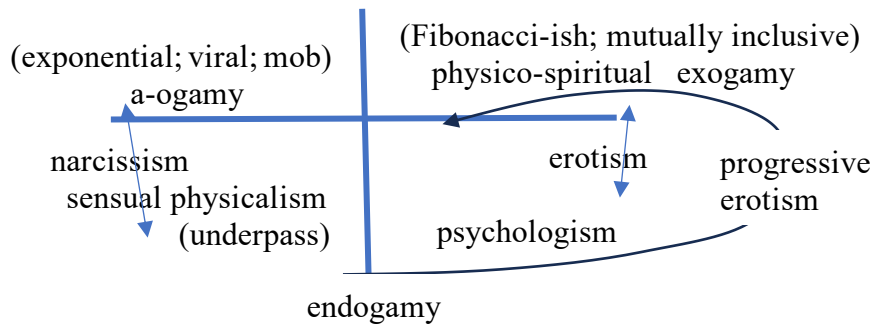 (exponential; viral; mob)
a-ogamy
(Fibonacci-ish; mutually inclusive)
physico-spiritual exogamy
narcissism
sensual physicalism
(underpass)
erotism
progressive
erotism
psychologism
endogamy